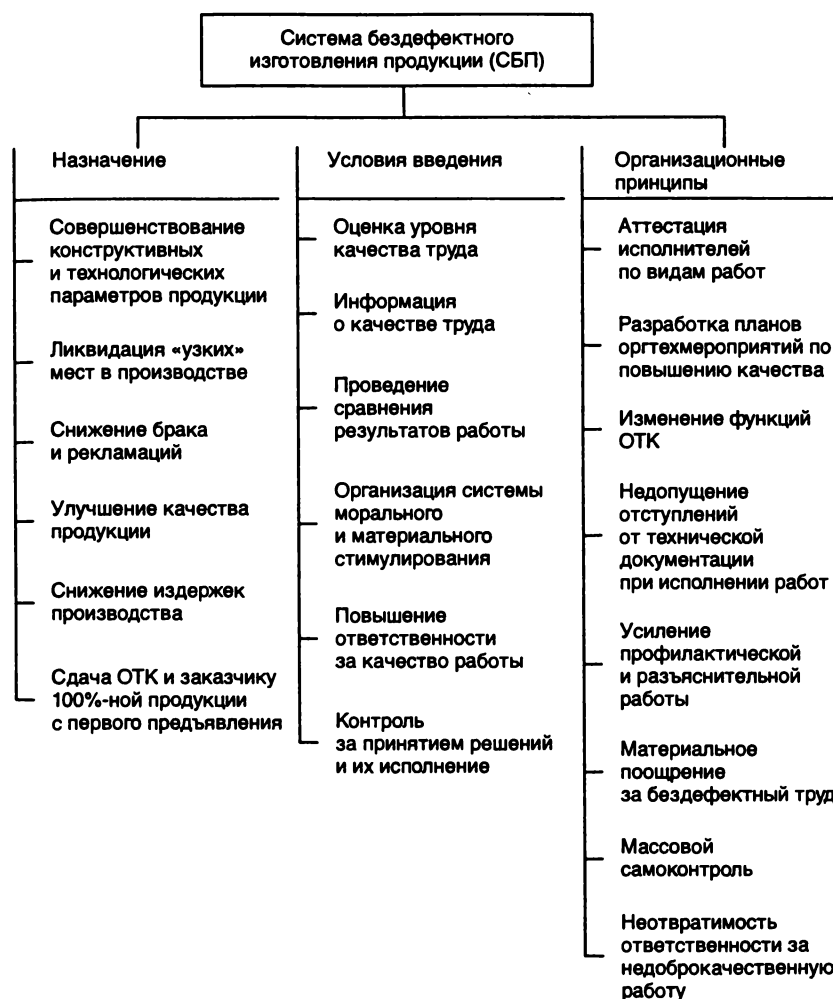 Система бездефектного
изготовления продукции (СБП)
Назначение
Совершенствование
конструктивных
и технологических
параметров продукции
Ликвидация «узких»
мест в производстве
Снижение брака
и рекламаций
Улучшение качества
продукции
Снижение издержек
производства
Сдача ОТК и заказчику
100%-ной продукции
с первого предъявления
Условия введения
Оценка уровня
качества труда
Информация
о качестве труда
Проведение
сравнения
результатов работы
Организация системы
морального
и материального
стимулирования
Повышение
ответственности
за качество работы
Контроль
за принятием решений
и их исполнение
Организационные
принципы
Аттестация
исполнителей
по видам работ
Разработка планов
оргтехмероприятий по
повышению качества
Изменение функций
ОТК
Недопущение
отступлений
от технической
документации
при исполнении работ
Усиление
профилактической
и разъяснительной
работы
Материальное
поощрение
за бездефектный труд
Массовой
самоконтроль
Неотвратимость
ответственности за
недоброкачественную
работу